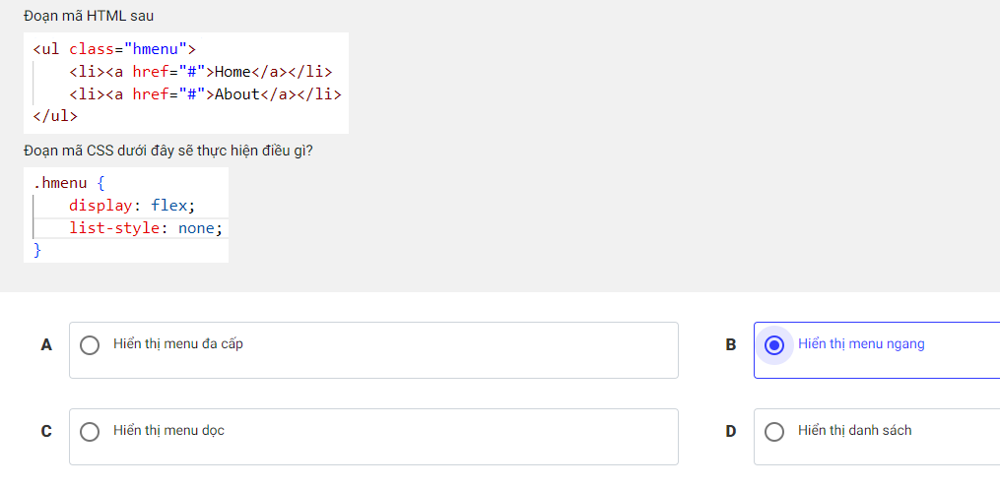 Đoạn mã HTML sau
<ul class="hmenu">
    <li><a href="#">Home</a></li>
    <li><a href="#">About</a></li>
</ul>
Đoạn mã CSS dưới đây sẽ thực hiện điều gì?
.hmenu {
    display: flex;
    list-style: none;
}
A Hiển thị menu đa cấp
B Hiển thị menu ngang
C Hiển thị menu dọc
D Hiển thị danh sách